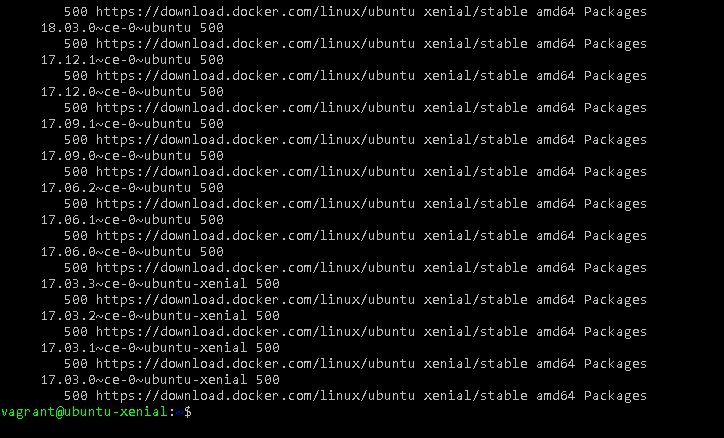 500 https://download.docker.com/linux/ubuntu xenial/stable amd64 Packages
18.03.0~ce-0~ubuntu 500
500 https://download.docker.com/linux/ubuntu xenial/stable amd64 Packages
17.12.1~ce-0~ubuntu 500
500 https://download.docker.com/linux/ubuntu xenial/stable amd64 Packages
17.12.0~ce-0~ubuntu 500
500 https://download.docker.com/linux/ubuntu xenial/stable amd64 Packages
17.09.1~ce-0~ubuntu 500
500 https://download.docker.com/linux/ubuntu xenial/stable amd64 Packages
17.09.0~ce-0~ubuntu 500
500 https://download.docker.com/linux/ubuntu xenial/stable amd64 Packages
17.06.2~ce-0~ubuntu 500
500 https://download.docker.com/linux/ubuntu xenial/stable amd64 Packages
17.06.1~ce-0~ubuntu 500
500 https://download.docker.com/linux/ubuntu xenial/stable amd64 Packages
17.06.0~ce-0~ubuntu 500
500 https://download.docker.com/linux/ubuntu xenial/stable amd64 Packages
17.03.3~ce-0~ubuntu-xenial 500
500 https://download.docker.com/linux/ubuntu xenial/stable amd64 Packages
17.03.2~ce-0~ubuntu-xenial 500
500 https://download.docker.com/linux/ubuntu xenial/stable amd64 Packages
17.03.1~ce-0~ubuntu-xenial 500
500 https://download.docker.com/linux/ubuntu xenial/stable amd64 Packages
17.03.0~ce-0~ubuntu-xenial 500
500 https://download.docker.com/linux/ubuntu xenial/stable amd64 Packages
vagrant@ubuntu-xenial:~$